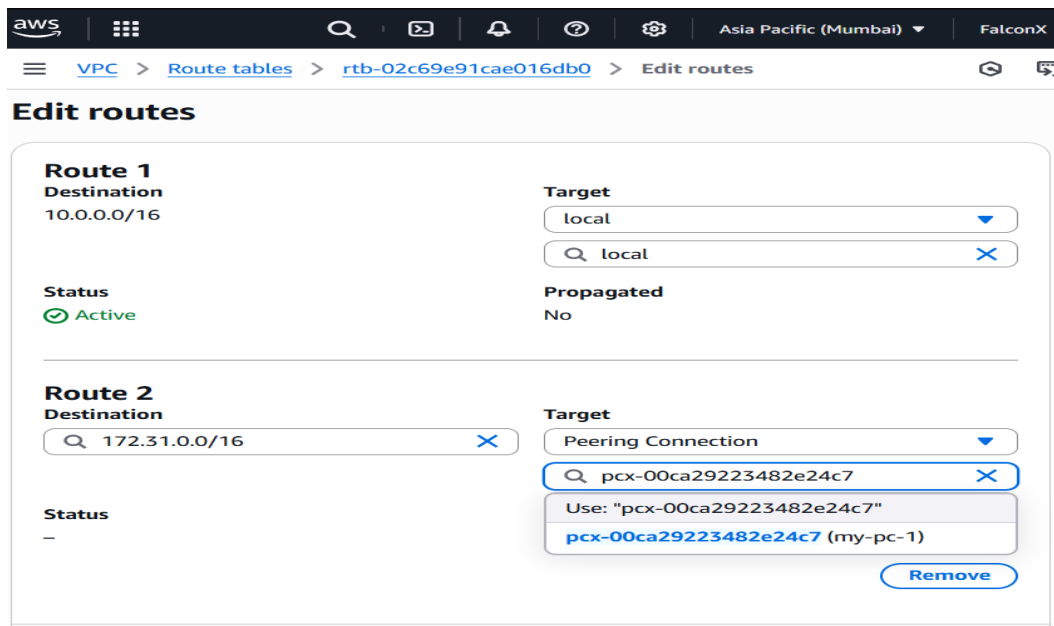 aws Asia Pacific (Mumbai) FalconX
VPC > Route tables > rtb-02c69e91cae016db0 > Edit routes
Edit routes
Route 1
Destination Target
10.0.0.0/16 local
local
Status Propagated
Active No
Route 2
Destination Target
172.31.0.0/16 Peering Connection
pcx-00ca29223482e24c7
Use: "pcx-00ca29223482e24c7"
Status
pcx-00ca29223482e24c7 (my-pc-1)
–
Remove